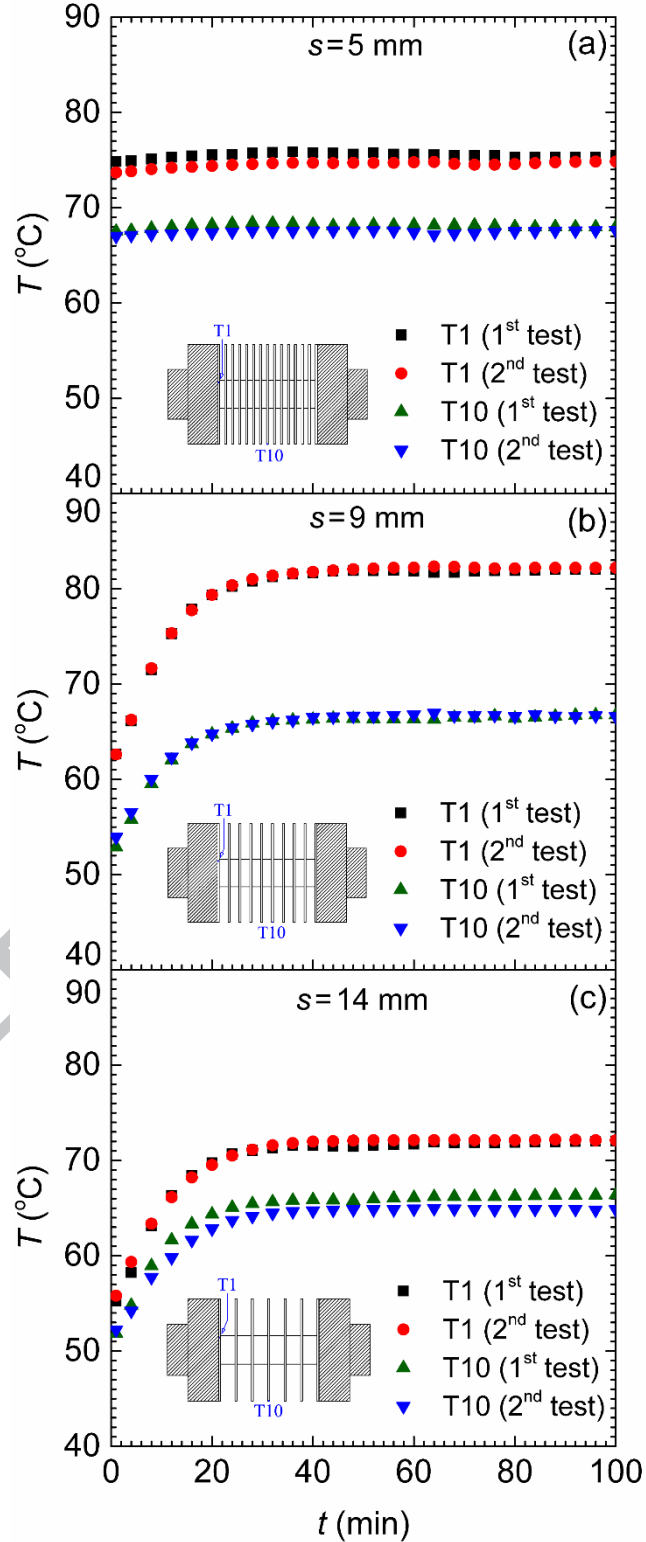 s = 5 mm
(a)
90
80
70
60
50
40
T (°C)
T1
T10
T1 (1st test)
T1 (2nd test)
T10 (1st test)
T10 (2nd test)
s = 9 mm
(b)
90
80
70
60
50
40
T (°C)
T1
T10
T1 (1st test)
T1 (2nd test)
T10 (1st test)
T10 (2nd test)
s = 14 mm
(c)
90
80
70
60
50
40
T (°C)
T1
T10
T1 (1st test)
T1 (2nd test)
T10 (1st test)
T10 (2nd test)
0 20 40 60 80 100
t (min)